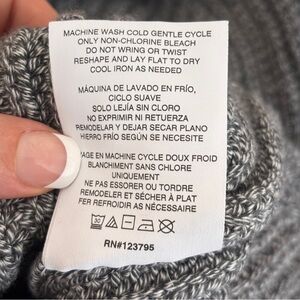 MACHINE WASH COLD GENTLE CYCLE
ONLY NON-CHLORINE BLEACH
DO NOT WRING OR TWIST
RESHAPE AND LAY FLAT TO DRY
COOL IRON AS NEEDED
MÁQUINA DE LAVADO EN FRÍO,
CICLO SUAVE
SOLO LEJÍA SIN CLORO
NO EXPRIMIR NI RETUERZA
REMODELAR Y DEJAR SECAR PLANO
HIERRO FRÍO SEGÚN SE NECESITE
AGE EN MACHINE CYCLE DOUX FROID
BLANCHIMENT SANS CHLORE
UNIQUEMENT
NE PAS ESSORER OU TORDRE
REMODELER ET SÉCHER À PLAT
FER REFROIDIR AS NÉCESSAIRE
RN#123795